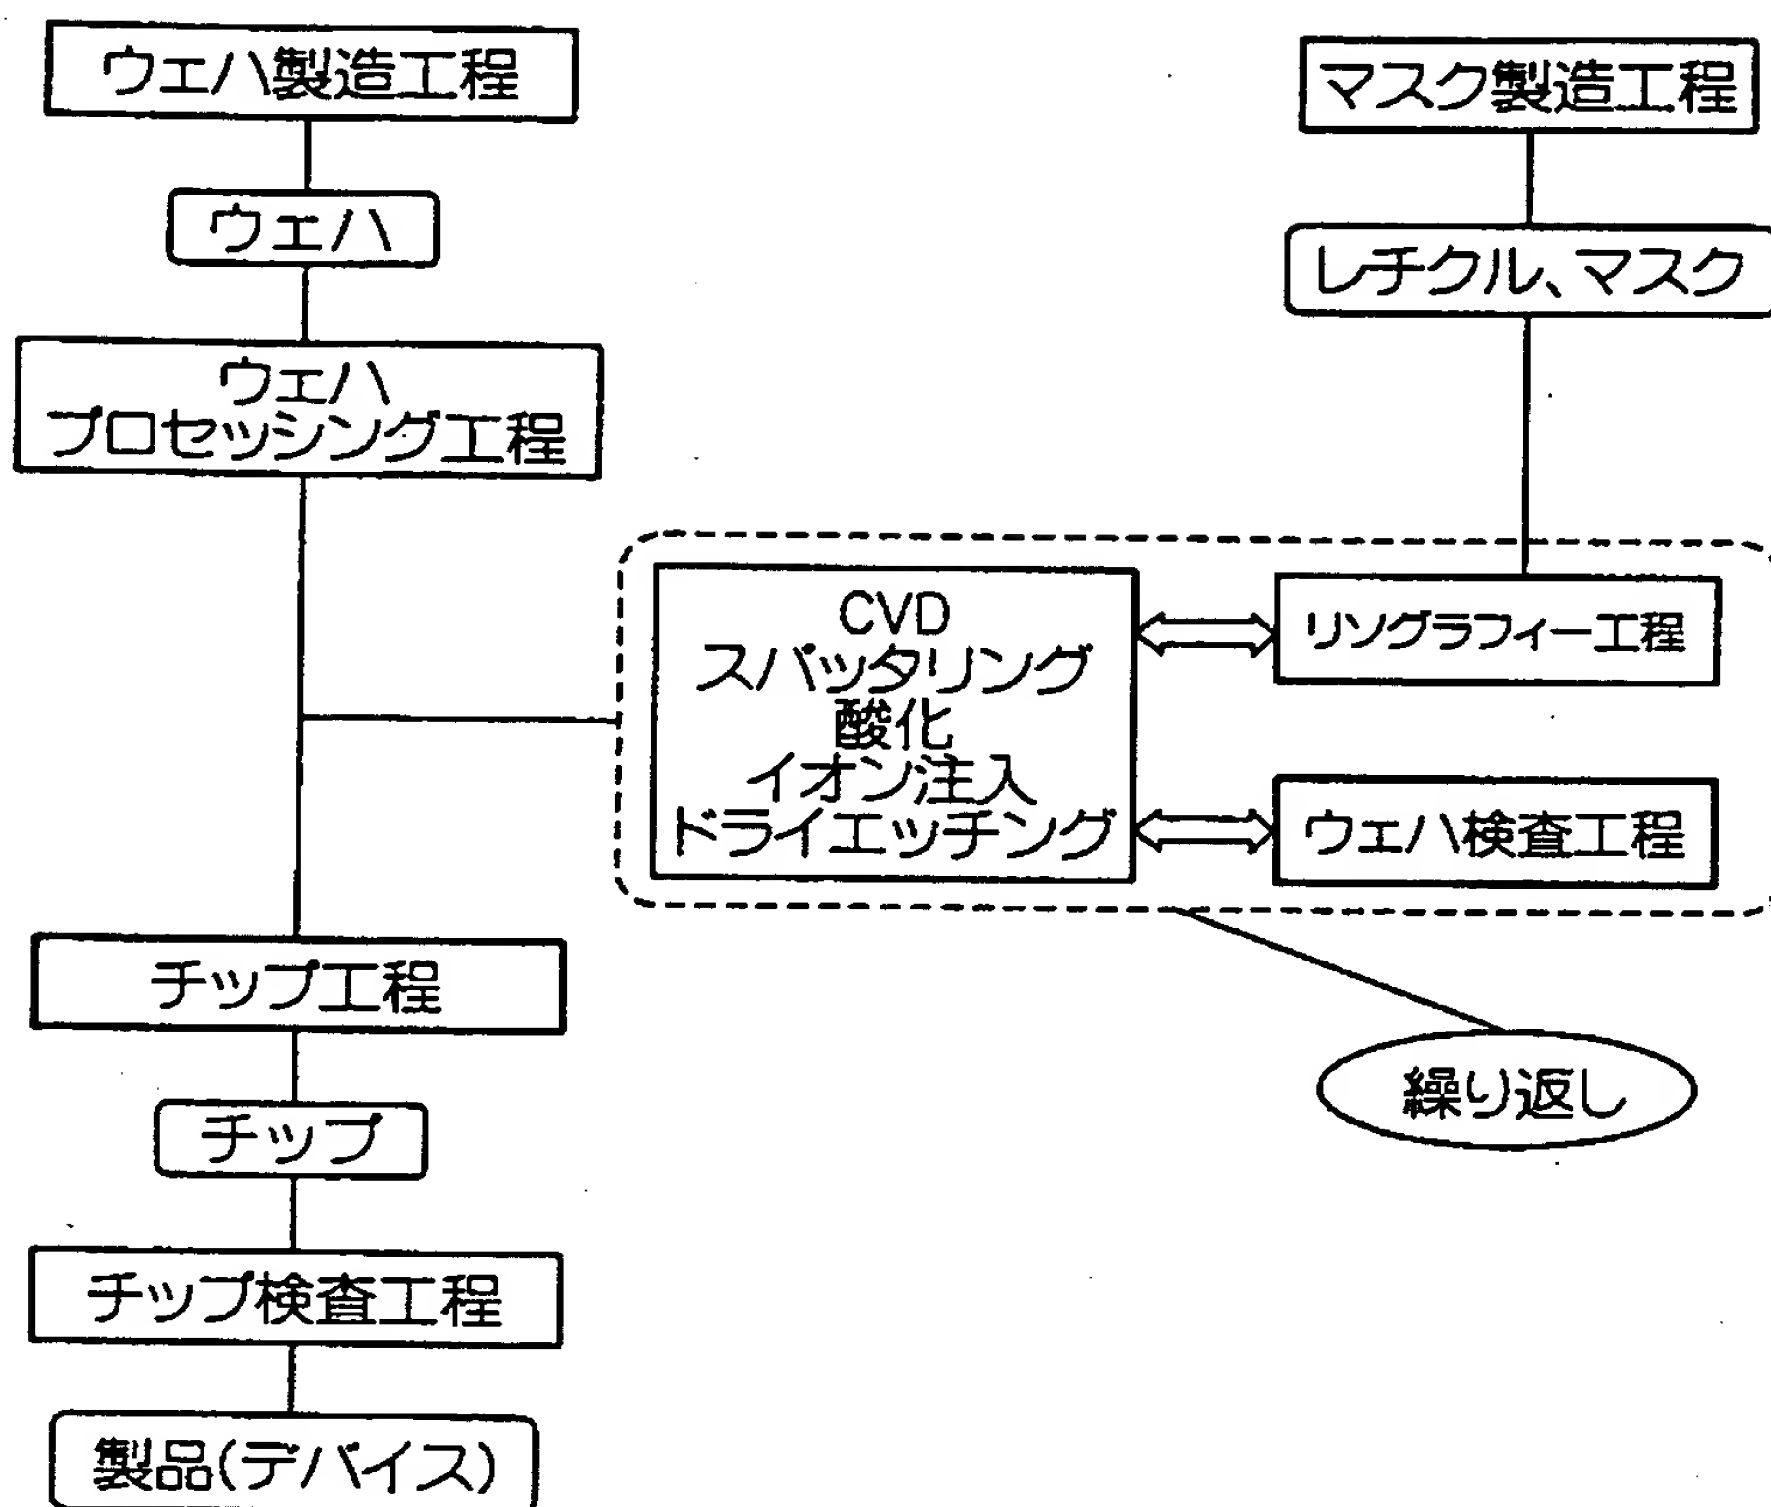 ウェハ製造工程
ウェハ
ウェハ
プロセッシング工程
マスク製造工程
レチクル、マスク
CVD
スパッタリング
酸化
イオン注入
ドライエッチング
リソグラフィー工程
ウェハ検査工程
繰り返し
チップ工程
チップ
チップ検査工程
製品(デバイス)